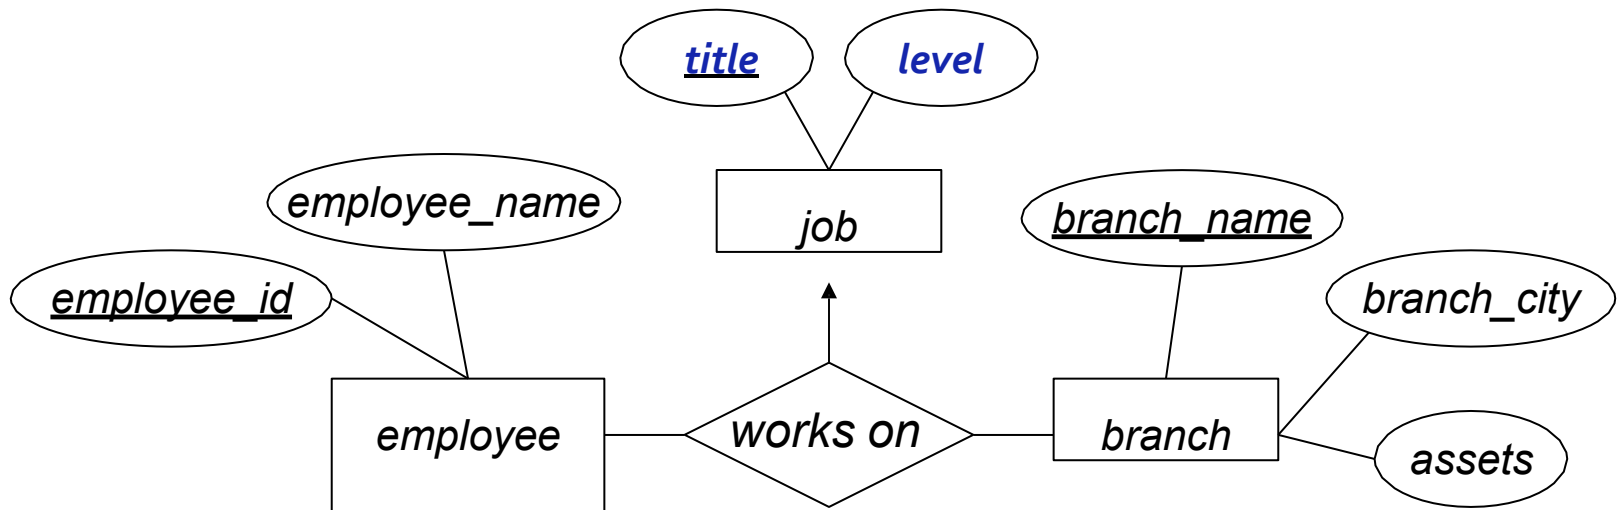 title
level
employee_name
job
branch_name
employee_id
branch_city
employee
works on
branch
assets